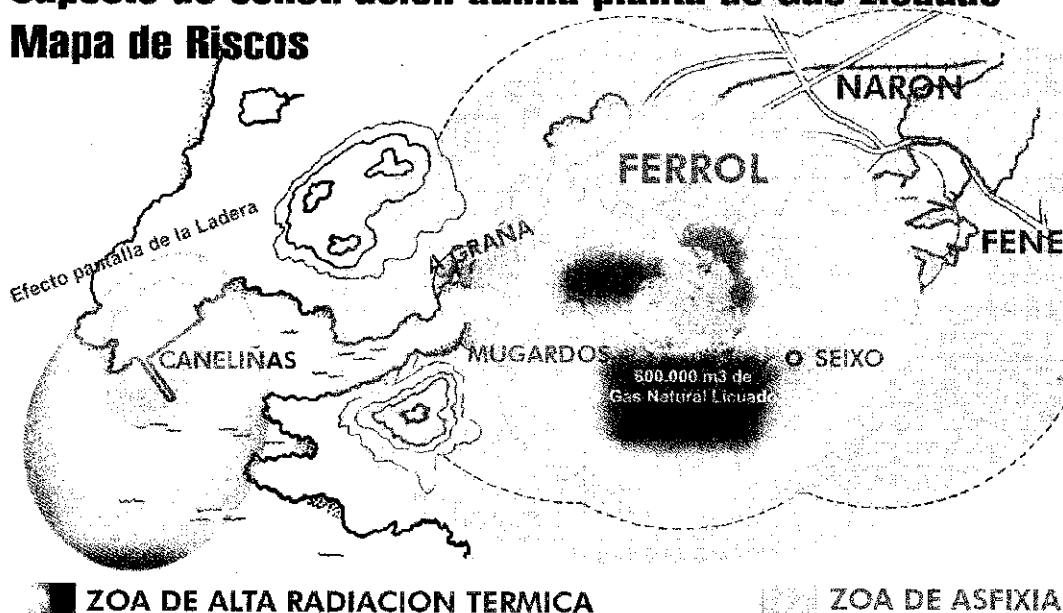 Mapa de Riscos
NARON
FERROL
FENE
Efecto pantalla de la Ladera
A GRAÑA
CANELIÑAS
MUGARDOS
SEIXO
600.000 m3 de
Gas Natural Licuado
ZOA DE ALTA RADIACION TERMICA
ZOA DE ASFIXIA